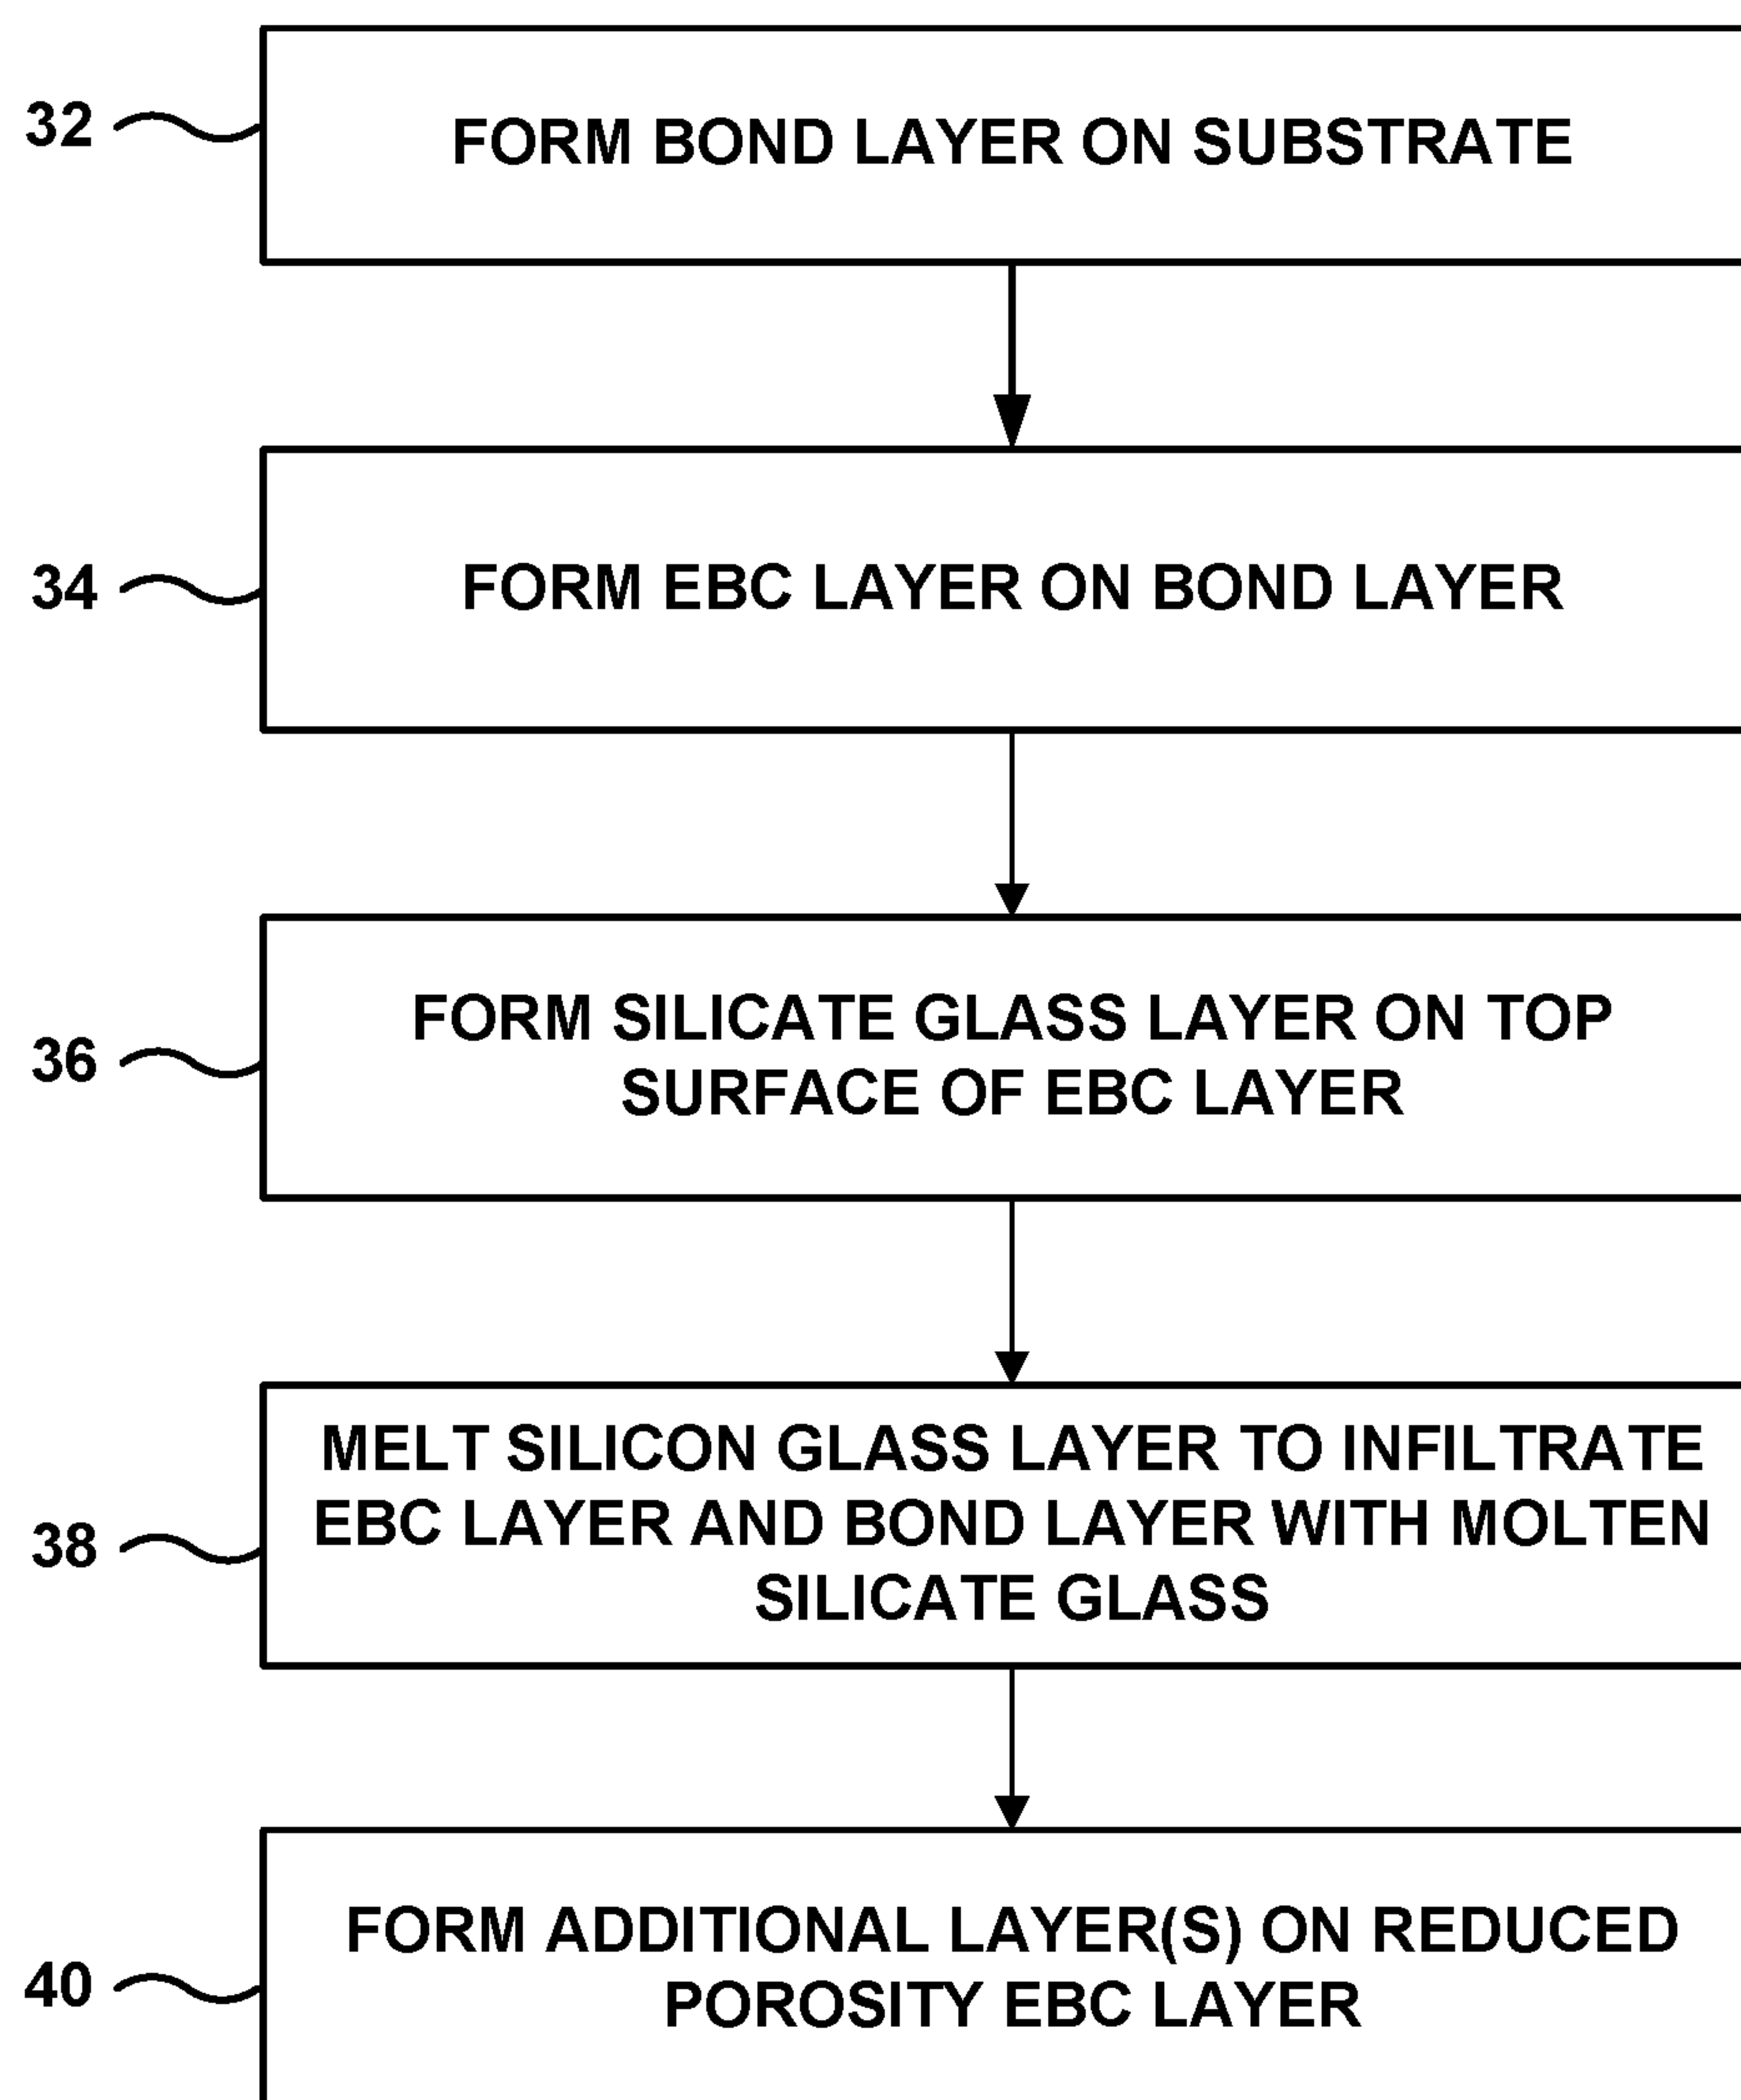 32
FORM BOND LAYER ON SUBSTRATE
34
FORM EBC LAYER ON BOND LAYER
36
FORM SILICATE GLASS LAYER ON TOP
SURFACE OF EBC LAYER
38
MELT SILICON GLASS LAYER TO INFILTRATE
EBC LAYER AND BOND LAYER WITH MOLTEN
SILICATE GLASS
40
FORM ADDITIONAL LAYER(S) ON REDUCED
POROSITY EBC LAYER